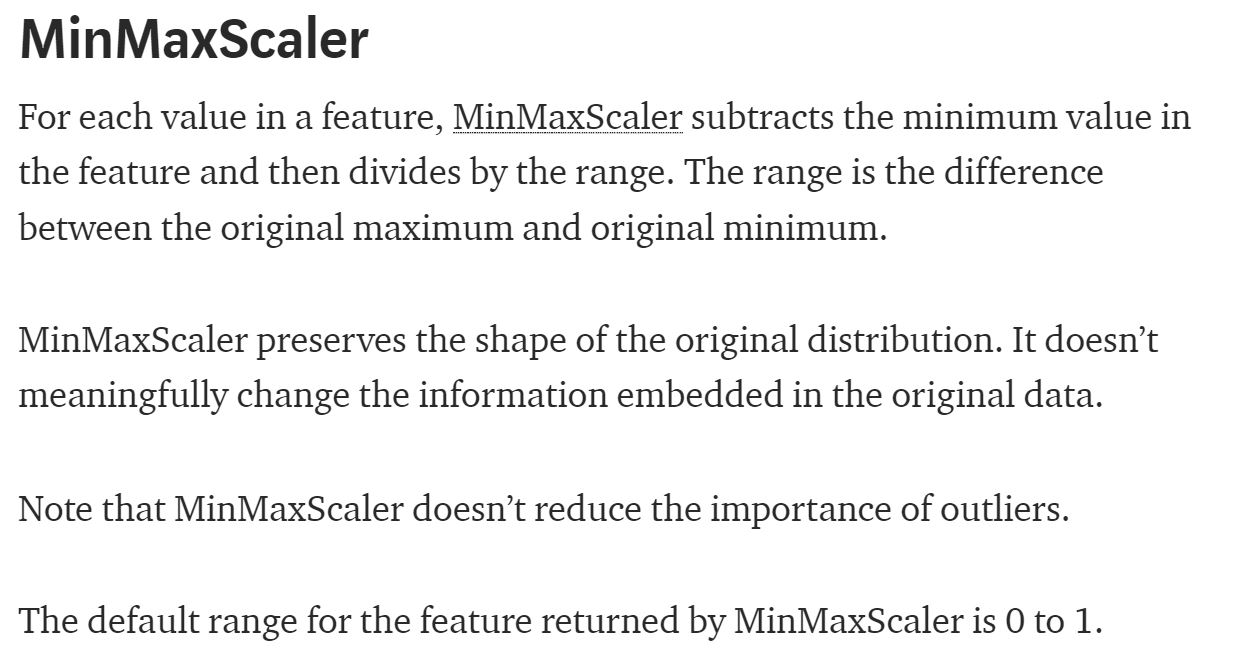 MinMaxScaler
For each value in a feature, MinMaxScaler subtracts the minimum value in
the feature and then divides by the range. The range is the difference
between the original maximum and original minimum.
MinMaxScaler preserves the shape of the original distribution. It doesn’t
meaningfully change the information embedded in the original data.
Note that MinMaxScaler doesn’t reduce the importance of outliers.
The default range for the feature returned by MinMaxScaler is 0 to 1.